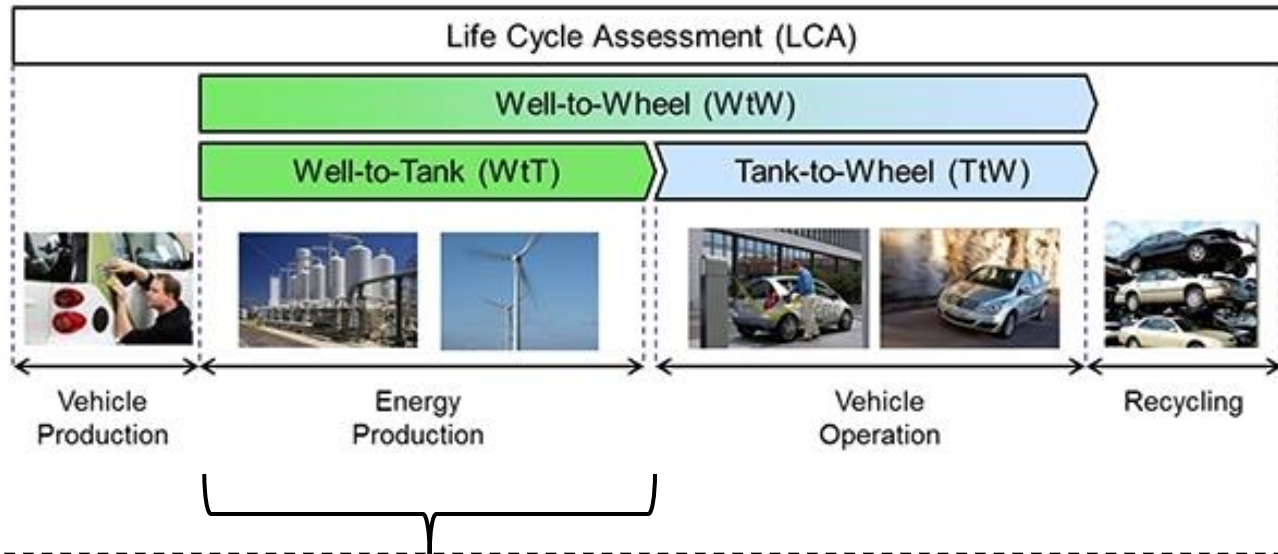 Life Cycle Assessment (LCA)
Well-to-Wheel (WtW)
Well-to-Tank (WtT)
Tank-to-Wheel (TtW)
Vehicle
Production
Energy
Production
Vehicle
Operation
Recycling